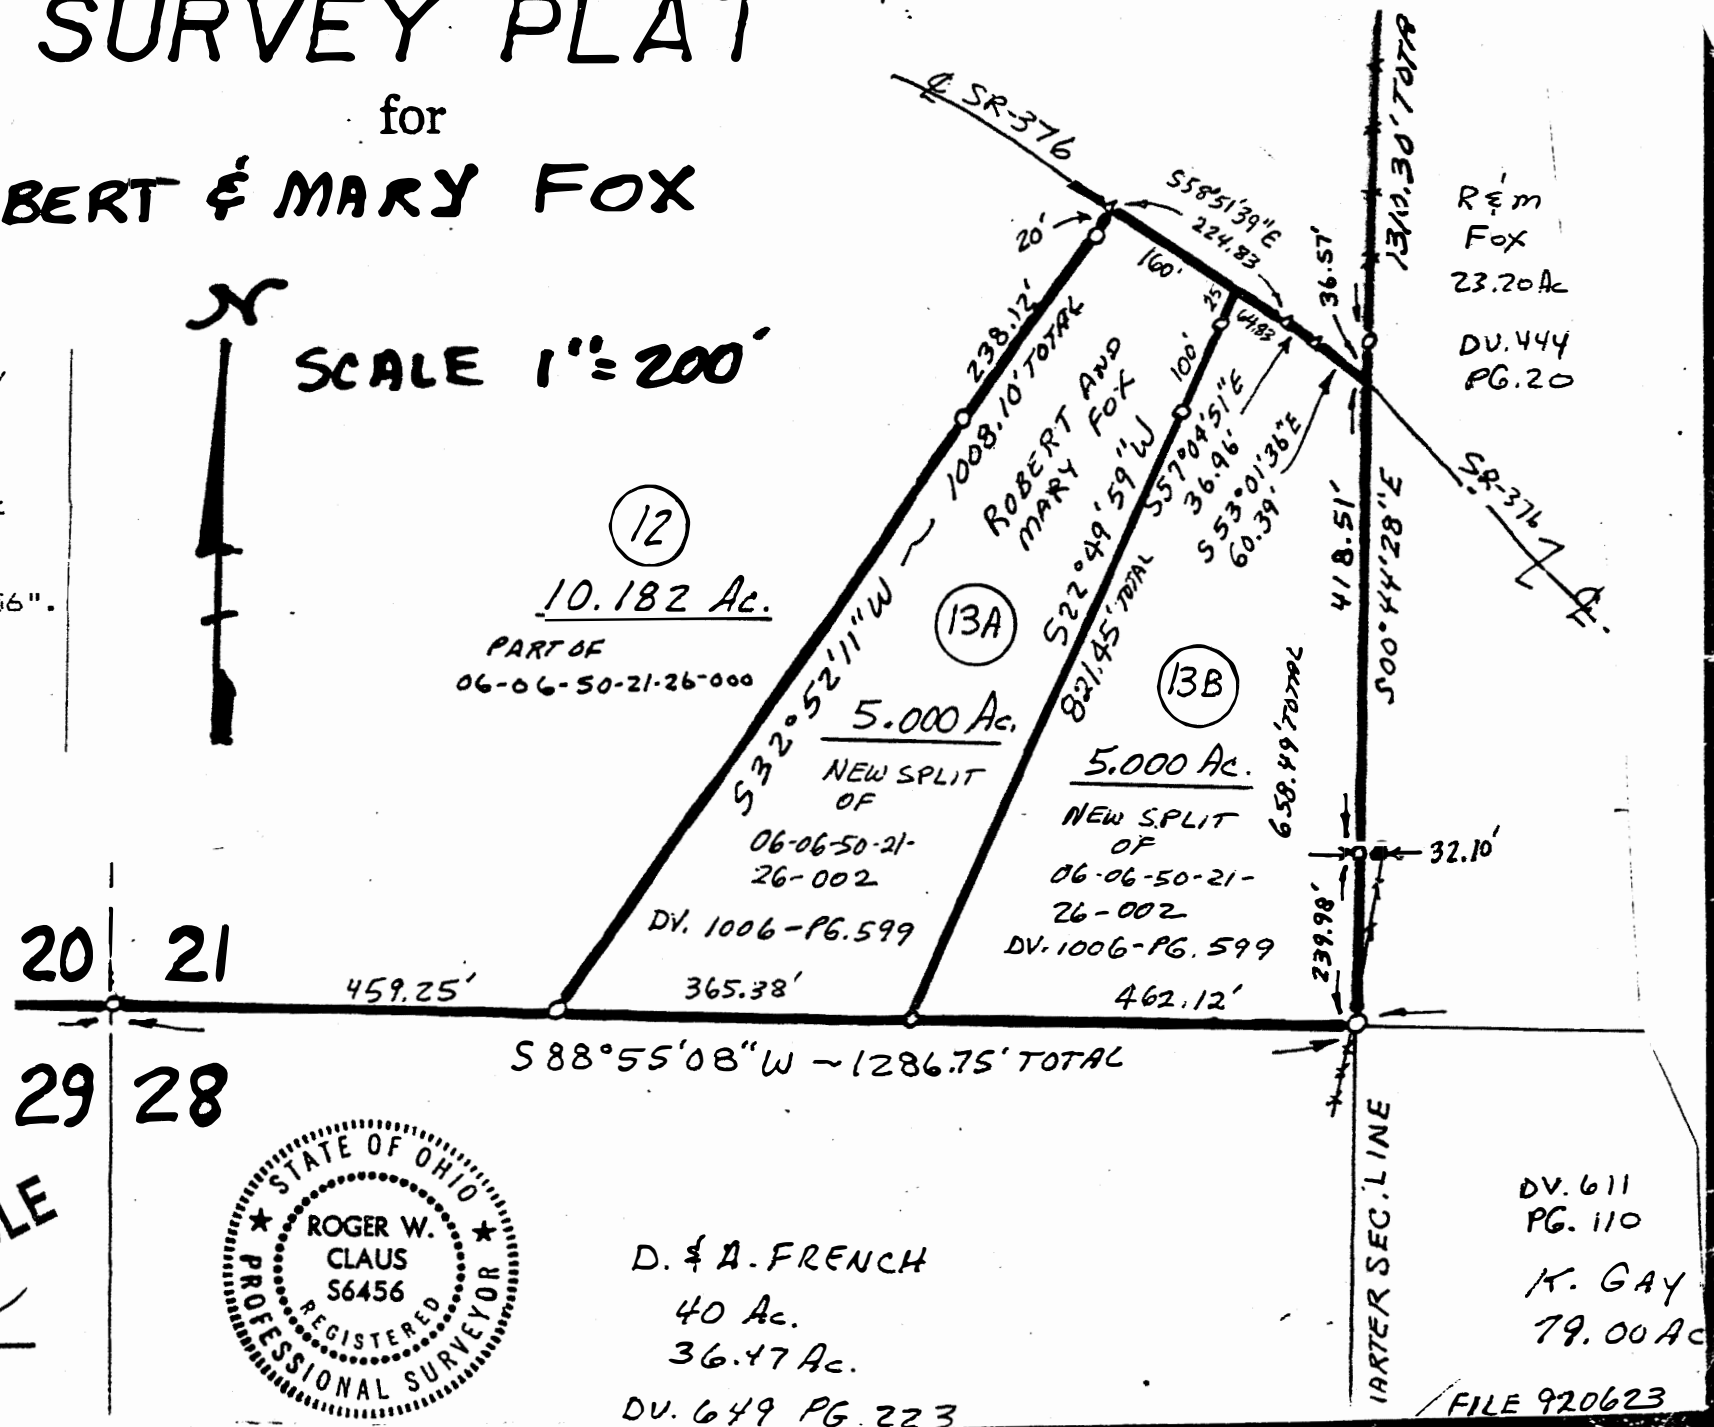 SURVEY PLAT
for
BERT & MARY FOX
N
SCALE 1"=200'
6".
℄ SR-376
20'
S58°51'39"E
224.83
160'
36.57'
1310.30' TOTA
R & M
FOX
23.20 Ac
DV. 444
PG. 20
238.12'
1008.10' TOTAL
S32°52'11"W
ROBERT AND
MARY FOX
25'
64.83
100'
S22°49'59"W
821.45' TOTAL
S57°04'51"E
36.96'
S53°01'36"E
60.39'
418.51'
S00°44'28"E
SR-376
℄
12
10.182 Ac.
PART OF
06-06-50-21-26-000
13A
5.000 Ac.
NEW SPLIT
OF
06-06-50-21-
26-002
DV. 1006-PG. 599
13B
5.000 Ac.
NEW SPLIT
OF
06-06-50-21-
26-002
DV. 1006-PG. 599
658.49' TOTAL
32.10'
239.98'
20 21
459.25'
365.38'
462.12'
S88°55'08"W ~ 1286.75' TOTAL
29 28
LE
STATE OF OHIO
ROGER W.
CLAUS
S6456
REGISTERED
PROFESSIONAL SURVEYOR
D. & A. FRENCH
40 Ac.
36.47 Ac.
DV. 649 PG. 223
ARTER SEC. LINE
DV. 611
PG. 110
K. GAY
79.00 Ac
FILE 920623